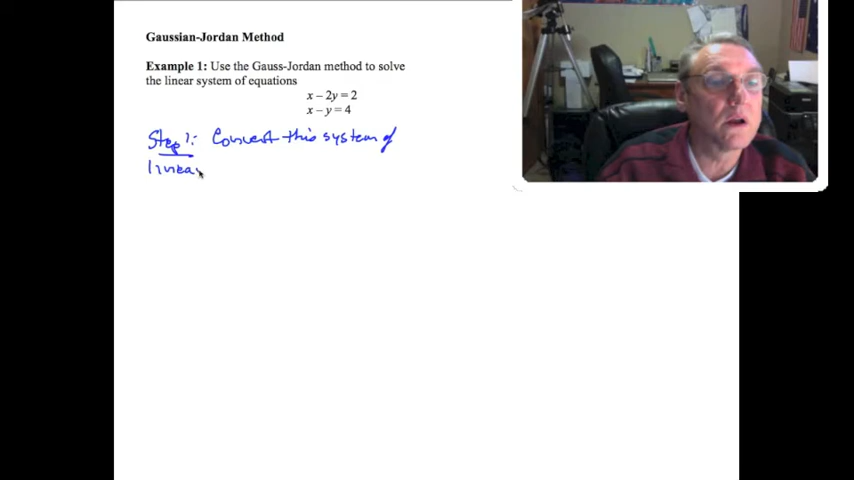 Gaussian-Jordan Method
Example 1: Use the Gauss-Jordan method to solve
the linear system of equations
x – 2y = 2
x – y = 4
Step 1: Convert this system of
linear